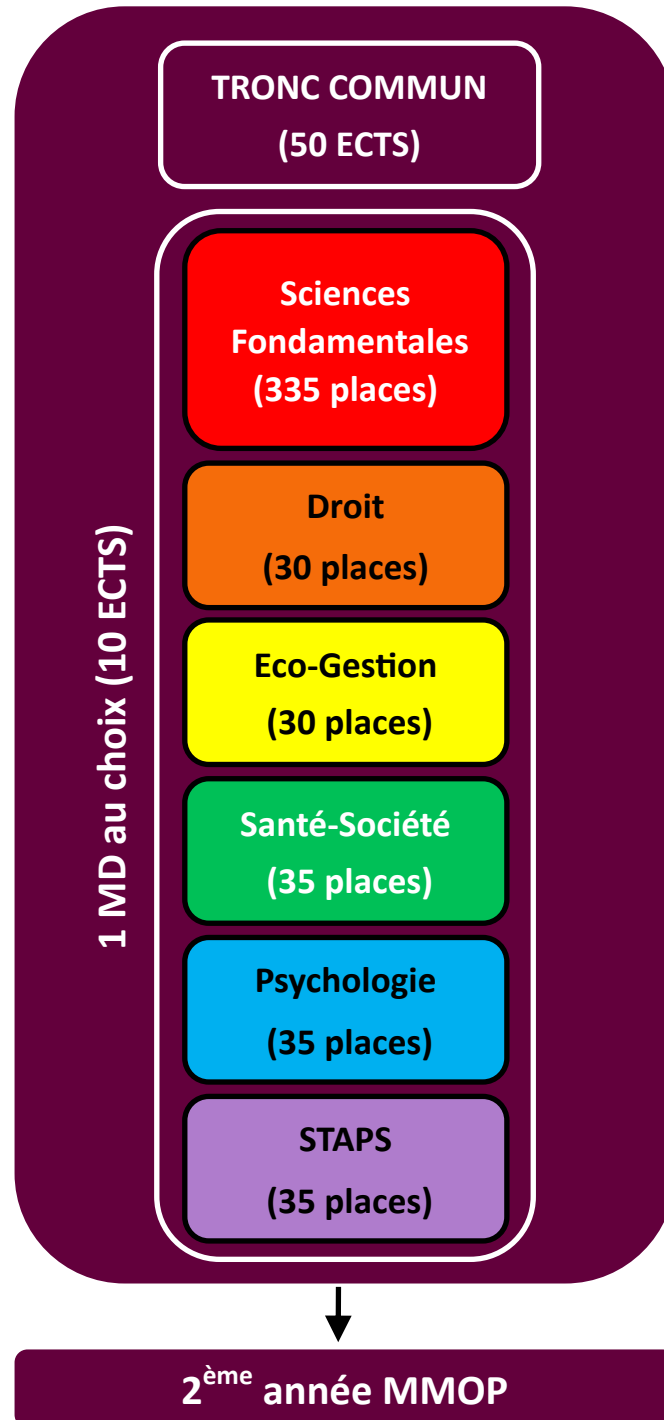 TRONC COMMUN
(50 ECTS)
1 MD au choix (10 ECTS)
Sciences
Fondamentales
(335 places)
Droit
(30 places)
Eco-Gestion
(30 places)
Santé-Société
(35 places)
Psychologie
(35 places)
STAPS
(35 places)
2ème année MMOP